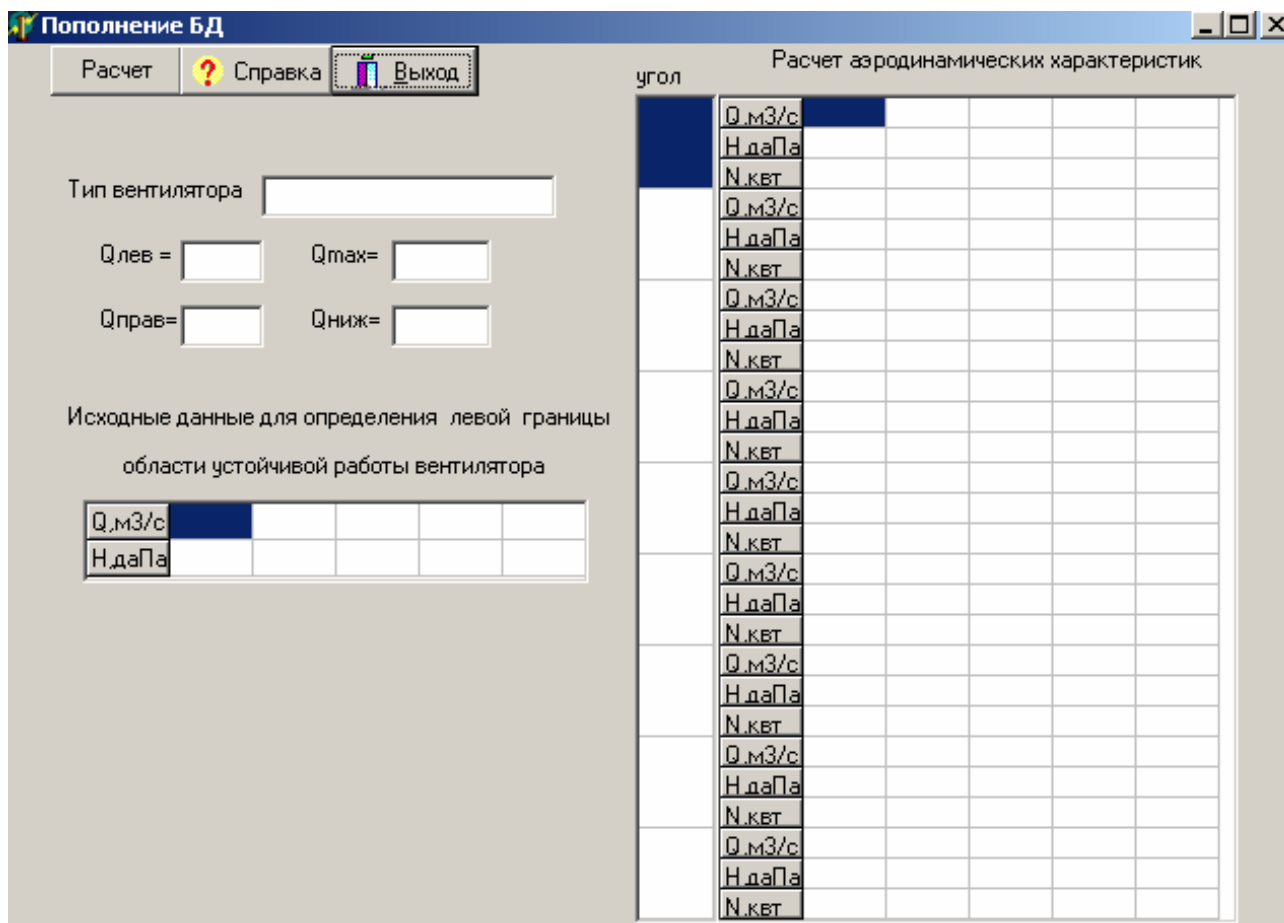 Пополнение БД
Расчет
? Справка
Выход
Тип вентилятора
Qлев =
Qmax=
Qправ=
Qниж=
Исходные данные для определения левой границы
области устойчивой работы вентилятора
Q,м3/с
Н,даПа
угол
Расчет аэродинамических характеристик
Q,м3/с
Н,даПа
N,квт
Q,м3/с
Н,даПа
N,квт
Q,м3/с
Н,даПа
N,квт
Q,м3/с
Н,даПа
N,квт
Q,м3/с
Н,даПа
N,квт
Q,м3/с
Н,даПа
N,квт
Q,м3/с
Н,даПа
N,квт
Q,м3/с
Н,даПа
N,квт
Q,м3/с
Н,даПа
N,квт